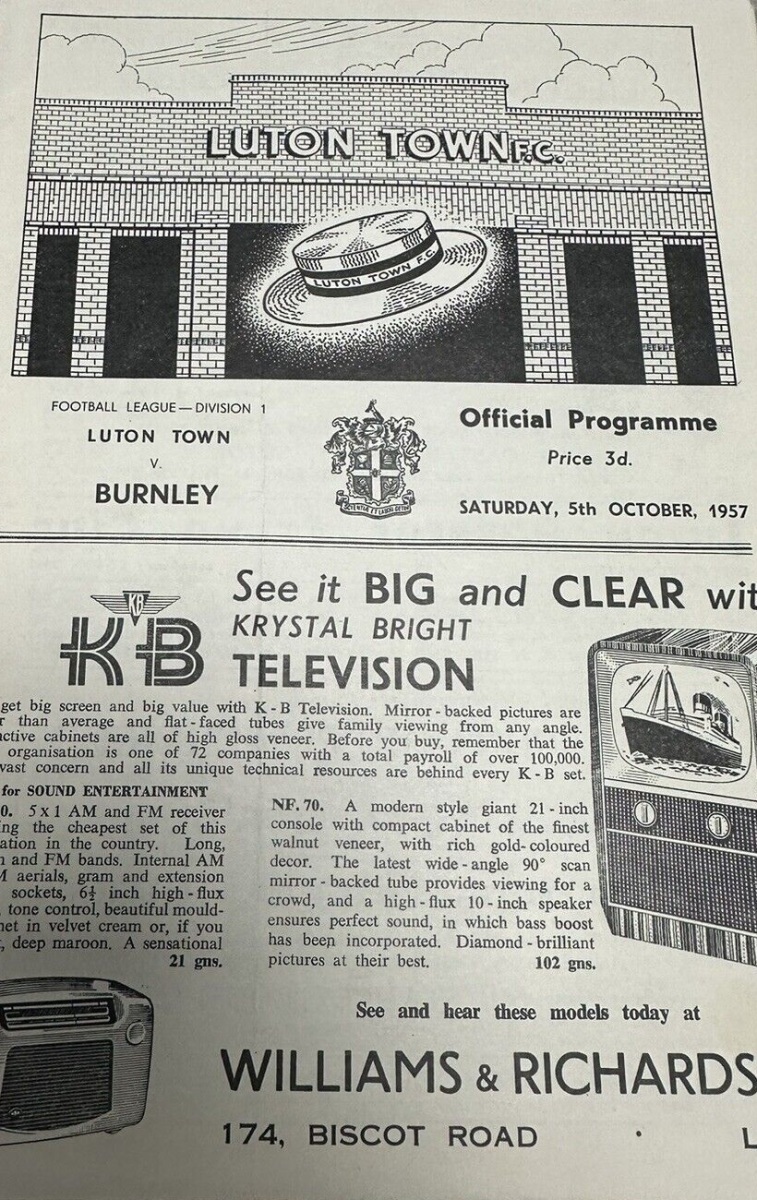 LUTON TOWN F.C.
LUTON TOWN F.C.
FOOTBALL LEAGUE — DIVISION 1
LUTON TOWN
V.
BURNLEY
Official Programme
Price 3d.
SATURDAY, 5th OCTOBER, 1957
KB
KB
See it BIG and CLEAR wit
KRYSTAL BRIGHT
TELEVISION
get big screen and big value with K - B Television. Mirror - backed pictures are
r than average and flat - faced tubes give family viewing from any angle.
active cabinets are all of high gloss veneer. Before you buy, remember that the
organisation is one of 72 companies with a total payroll of over 100,000.
vast concern and all its unique technical resources are behind every K - B set.
for SOUND ENTERTAINMENT
0. 5 x 1 AM and FM receiver
ing the cheapest set of this
ation in the country. Long,
and FM bands. Internal AM
M aerials, gram and extension
sockets, 6½ inch high - flux
, tone control, beautiful mould-
net in velvet cream or, if you
, deep maroon. A sensational
21 gns.
NF. 70. A modern style giant 21 - inch
console with compact cabinet of the finest
walnut veneer, with rich gold - coloured
decor. The latest wide - angle 90° scan
mirror - backed tube provides viewing for a
crowd, and a high - flux 10 - inch speaker
ensures perfect sound, in which bass boost
has been incorporated. Diamond - brilliant
pictures at their best. 102 gns.
See and hear these models today at
WILLIAMS & RICHARDS
174, BISCOT ROAD · L